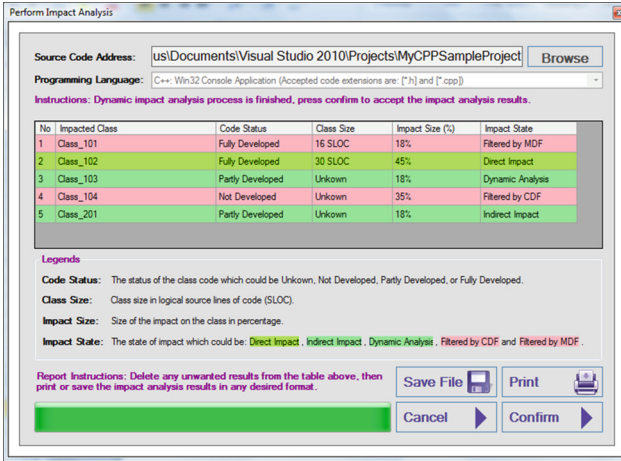 Perform Impact Analysis
Source Code Address: us\Documents\Visual Studio 2010\Projects\MyCPPSampleProject Browse
Programming Language: C++: Win32 Console Application (Accepted code extensions are: [*.h] and [*.cpp])
Instructions: Dynamic impact analysis process is finished, press confirm to accept the impact analysis results.
No Impacted Class Code Status Class Size Impact Size (%) Impact State
1 Class_101 Fully Developed 16 SLOC 18% Filtered by MDF
2 Class_102 Fully Developed 30 SLOC 45% Direct Impact
3 Class_103 Partly Developed Unkown 18% Dynamic Analysis
4 Class_104 Not Developed Unkown 35% Filtered by CDF
5 Class_201 Partly Developed Unkown 18% Indirect Impact
Legends
Code Status: The status of the class code which could be Unkown, Not Developed, Partly Developed, or Fully Developed.
Class Size: Class size in logical source lines of code (SLOC).
Impact Size: Size of the impact on the class in percentage.
Impact State: The state of impact which could be: Direct Impact , Indirect Impact , Dynamic Analysis , Filtered by CDF and Filtered by MDF .
Report Instructions: Delete any unwanted results from the table above, then
print or save the impact analysis results in any desired format.
Save File Print
Cancel Confirm